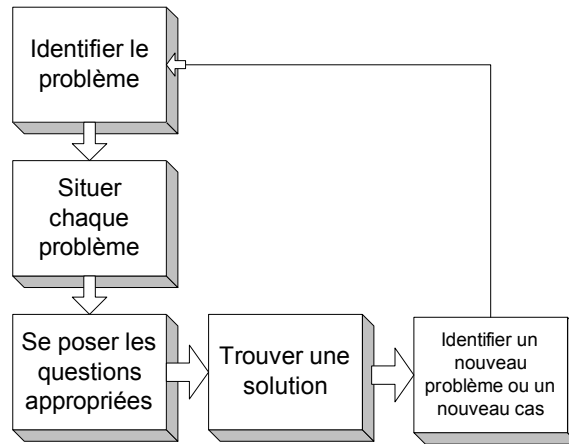 Identifier le
problème
Situer
chaque
problème
Se poser les
questions
appropriées
Trouver une
solution
Identifier un
nouveau
problème ou un
nouveau cas